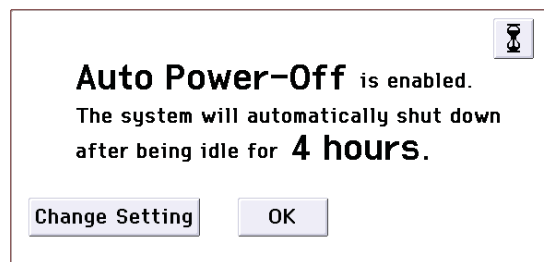 Auto Power-Off is enabled.
The system will automatically shut down
after being idle for 4 hours.
Change Setting OK